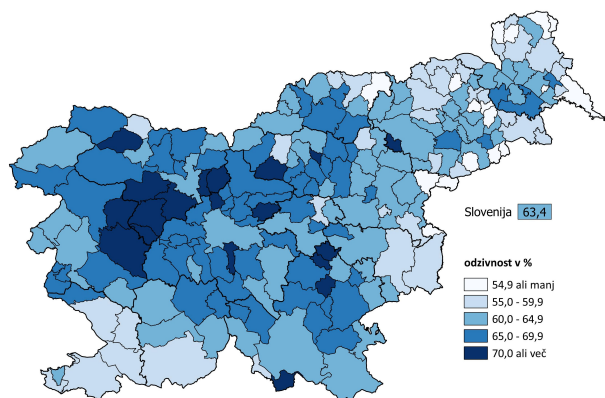 Slovenija 63,4
odzivnost v %
54,9 ali manj
55,0 - 59,9
60,0 - 64,9
65,0 - 69,9
70,0 ali več